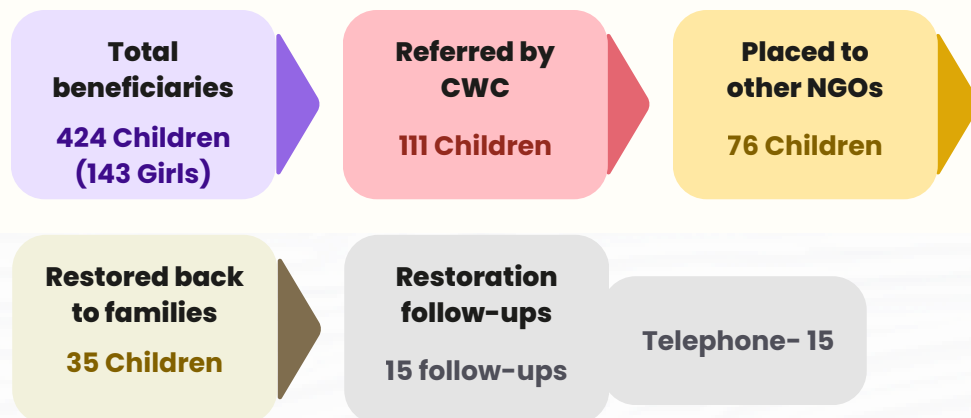 Total
beneficiaries
424 Children
(143 Girls)
Referred by
CWC
111 Children
Placed to
other NGOs
76 Children
Restored back
to families
35 Children
Restoration
follow-ups
15 follow-ups
Telephone- 15